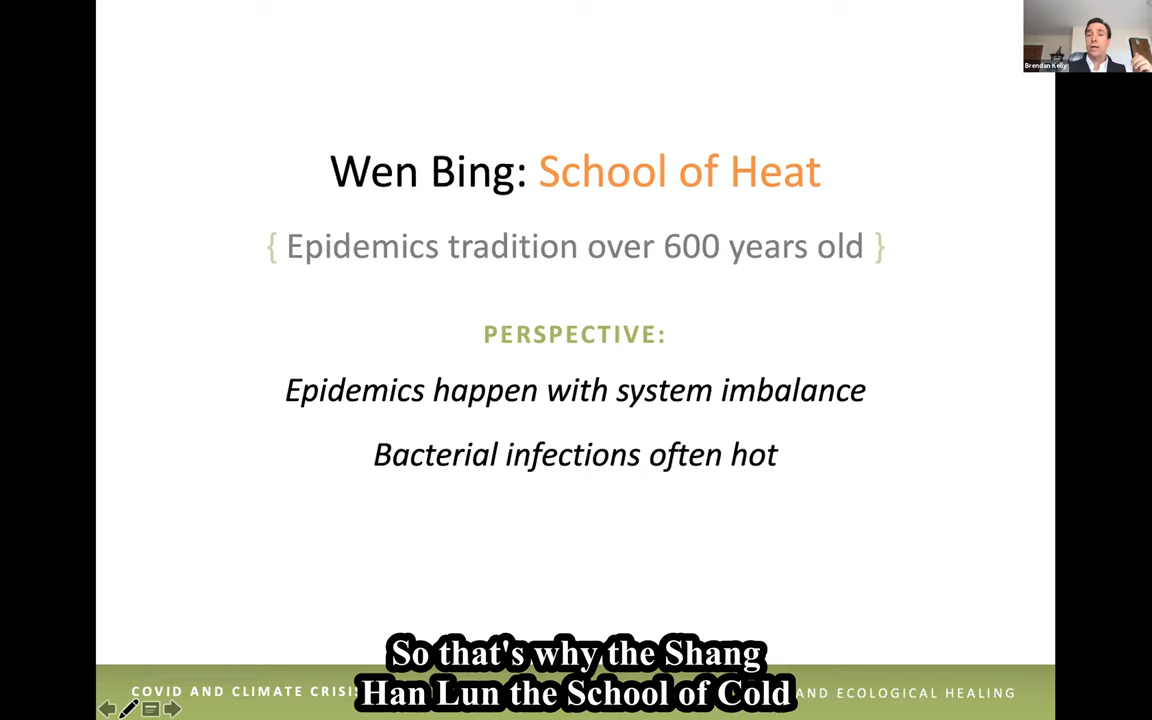 Brendan Kelly
Wen Bing: School of Heat
{ Epidemics tradition over 600 years old }
PERSPECTIVE:
Epidemics happen with system imbalance
Bacterial infections often hot
So that's why the Shang
Han Lun the School of Cold
COVID AND CLIMATE CRISIS
AND ECOLOGICAL HEALING